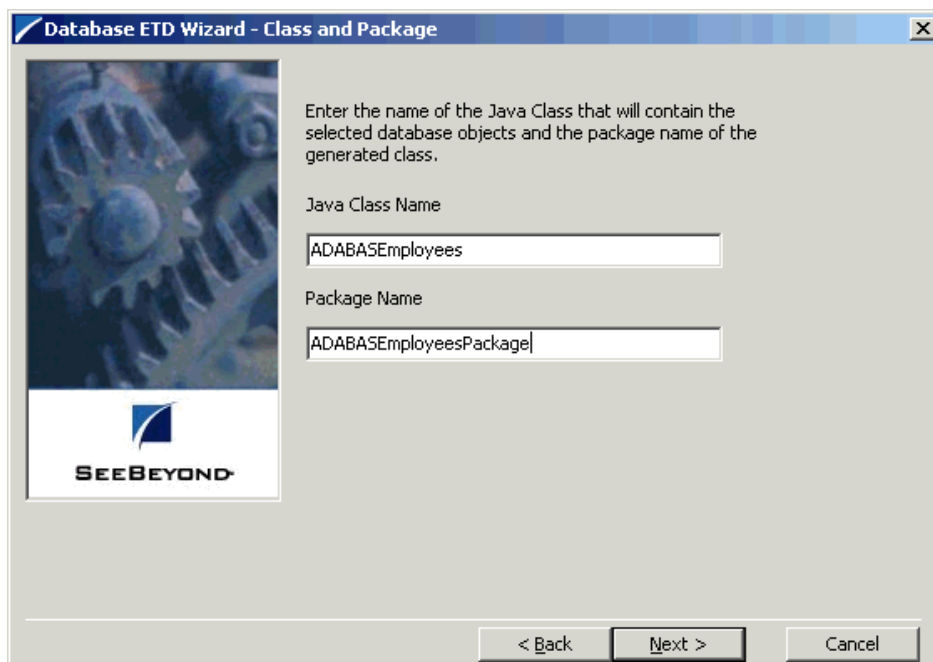 Database ETD Wizard - Class and Package
Enter the name of the Java Class that will contain the
selected database objects and the package name of the
generated class.
Java Class Name
ADABASEmployees
Package Name
ADABASEmployeesPackage
SEEBEYOND
< Back
Next >
Cancel